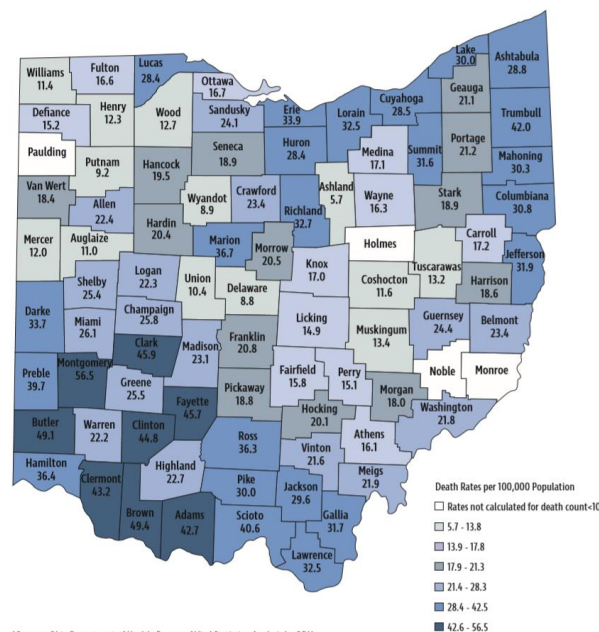 Lake
30.0
Ashtabula
28.8
Williams
11.4
Fulton
16.6
Lucas
28.4
Ottawa
16.7
Geauga
21.1
Cuyahoga
28.5
Defiance
15.2
Henry
12.3
Wood
12.7
Sandusky
24.1
Erie
33.9
Lorain
32.5
Trumbull
42.0
Paulding
Putnam
9.2
Hancock
19.5
Seneca
18.9
Huron
28.4
Medina
17.1
Summit
31.6
Portage
21.2
Mahoning
30.3
Van Wert
18.4
Allen
22.4
Wyandot
8.9
Crawford
23.4
Richland
32.7
Ashland
5.7
Wayne
16.3
Stark
18.9
Columbiana
30.8
Mercer
12.0
Auglaize
11.0
Hardin
20.4
Marion
36.7
Morrow
20.5
Knox
17.0
Holmes
Tuscarawas
13.2
Carroll
17.2
Jefferson
31.9
Harrison
18.6
Shelby
25.4
Logan
22.3
Union
10.4
Delaware
8.8
Coshocton
11.6
Darke
33.7
Miami
26.1
Champaign
25.8
Licking
14.9
Muskingum
13.4
Guernsey
24.4
Belmont
23.4
Clark
45.9
Madison
23.1
Franklin
20.8
Preble
39.7
Montgomery
56.5
Greene
25.5
Fayette
45.7
Pickaway
18.8
Fairfield
15.8
Perry
15.1
Morgan
18.0
Noble
Monroe
Butler
49.1
Warren
22.2
Clinton
44.8
Ross
36.3
Hocking
20.1
Athens
16.1
Washington
21.8
Hamilton
36.4
Clermont
43.2
Highland
22.7
Vinton
21.6
Meigs
21.9
Brown
49.4
Adams
42.7
Pike
30.0
Jackson
29.6
Scioto
40.6
Gallia
31.7
Lawrence
32.5
Death Rates per 100,000 Population
Rates not calculated for death count<10
5.7 - 13.8
13.9 - 17.8
17.9 - 21.3
21.4 - 28.3
28.4 - 42.5
42.6 - 56.5